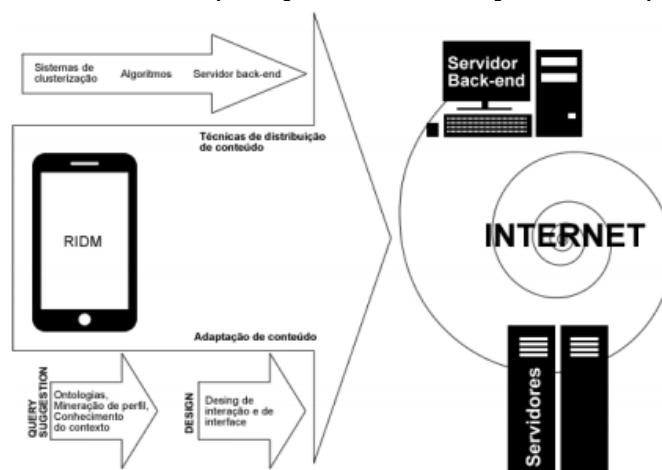 Sistemas de
clusterização
Algoritmos
Servidor back-end
Técnicas de distribuição
de conteúdo
RIDM
Adaptação de conteúdo
QUERY
SUGGESTION
Ontologias,
Mineração de perfil,
Conhecimento
do contexto
DESIGN
Desing de
interação e de
interface
Servidor
Back-end
INTERNET
Servidores